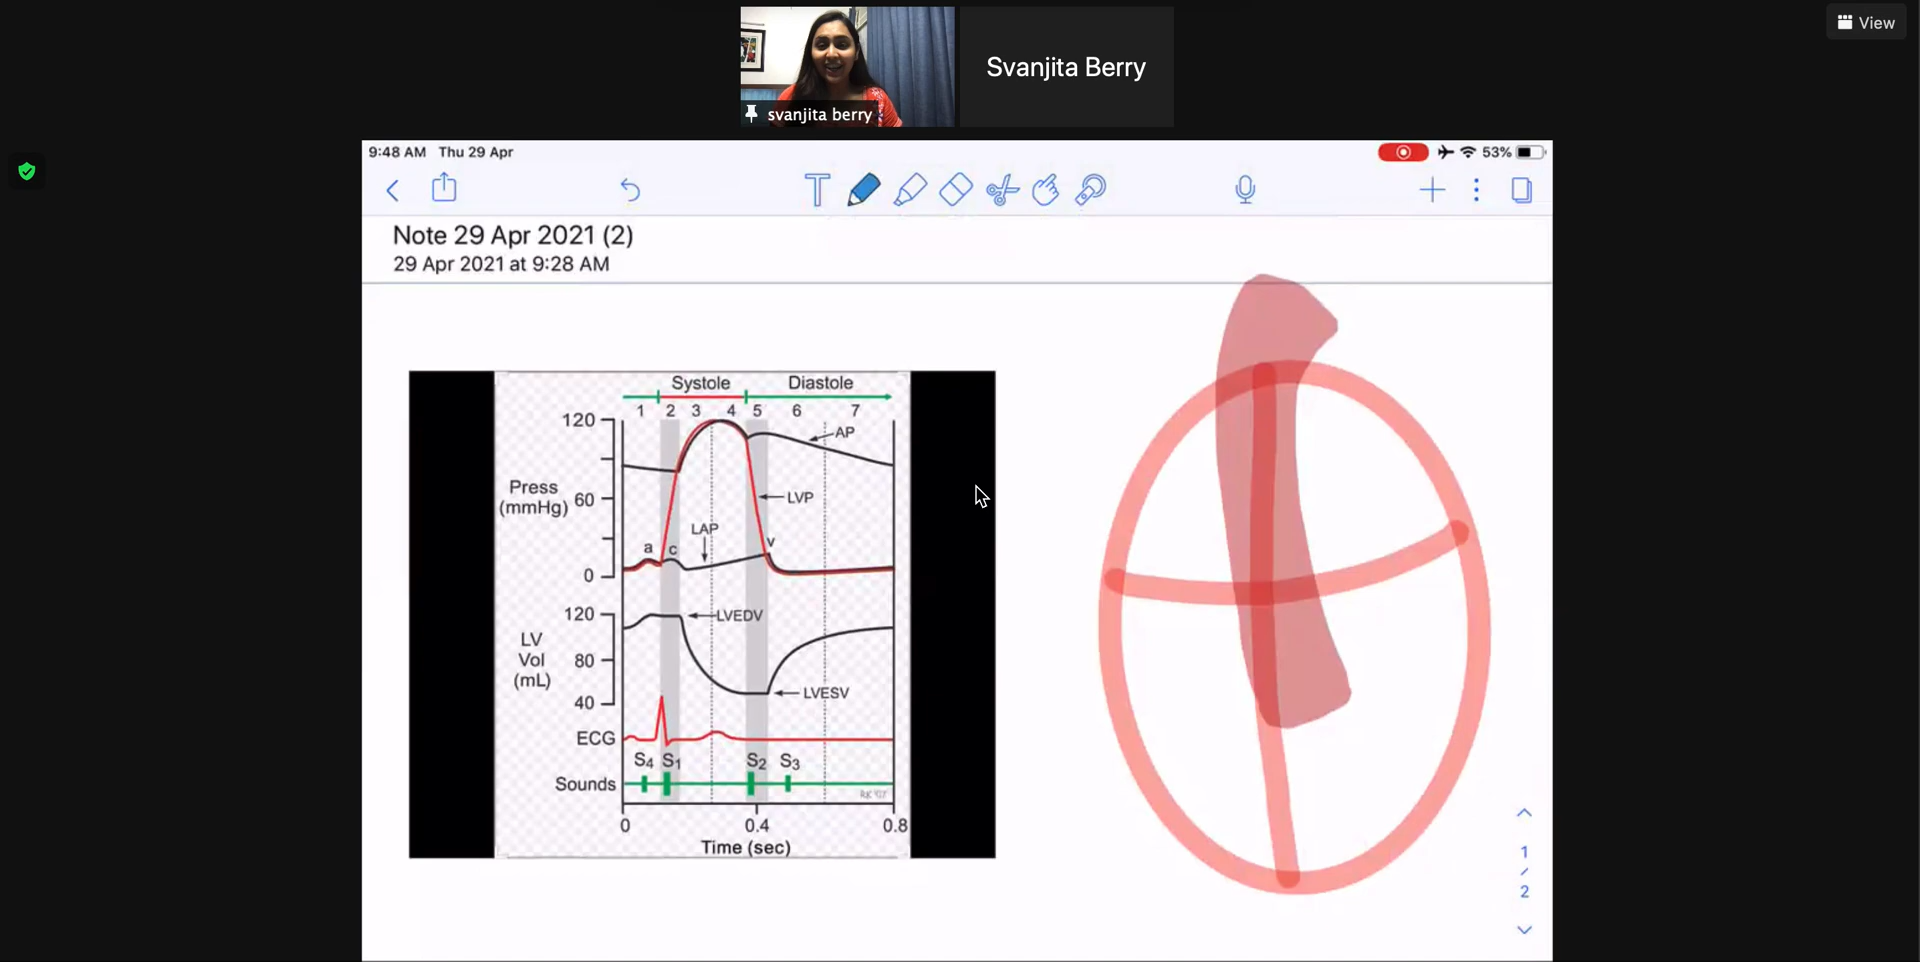 View
Svanjita Berry
svanjita berry
9:48 AM Thu 29 Apr
53%
T
Note 29 Apr 2021 (2)
29 Apr 2021 at 9:28 AM
Systole Diastole
1 2 3 4 5 6 7
120
AP
Press
(mmHg)
60
LVP
LAP
a c v
0
120
LVEDV
LV
Vol
(mL)
80
LVESV
40
ECG
S4 S1 S2 S3
Sounds
RK '07
0 0.4 0.8
Time (sec)
1
/
2